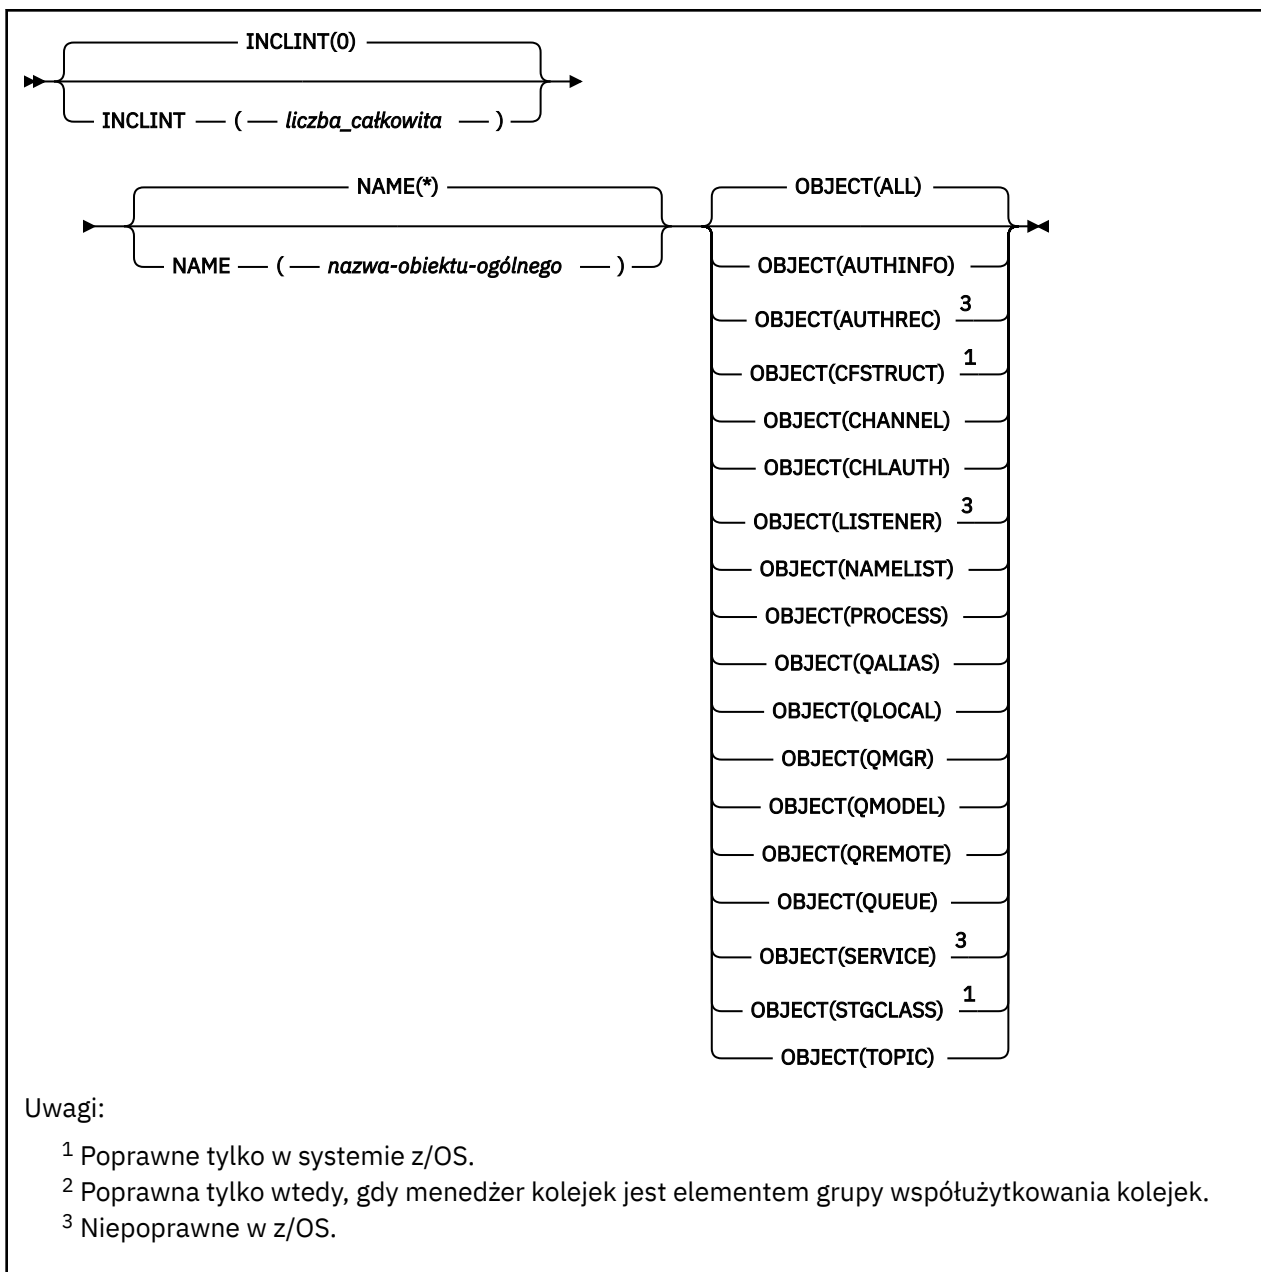 INCLINT(0)
INCLINT ( liczba_całkowita )
NAME(*)
NAME ( nazwa-obiektu-ogólnego )
OBJECT(ALL)
OBJECT(AUTHINFO)
OBJECT(AUTHREC) 3
OBJECT(CFSTRUCT) 1
OBJECT(CHANNEL)
OBJECT(CHLAUTH)
OBJECT(LISTENER) 3
OBJECT(NAMELIST)
OBJECT(PROCESS)
OBJECT(QALIAS)
OBJECT(QLOCAL)
OBJECT(QMGR)
OBJECT(QMODEL)
OBJECT(QREMOTE)
OBJECT(QUEUE)
OBJECT(SERVICE) 3
OBJECT(STGCLASS) 1
OBJECT(TOPIC)
Uwagi:
1 Poprawne tylko w systemie z/OS.
2 Poprawna tylko wtedy, gdy menedżer kolejek jest elementem grupy współużytkowania kolejek.
3 Niepoprawne w z/OS.